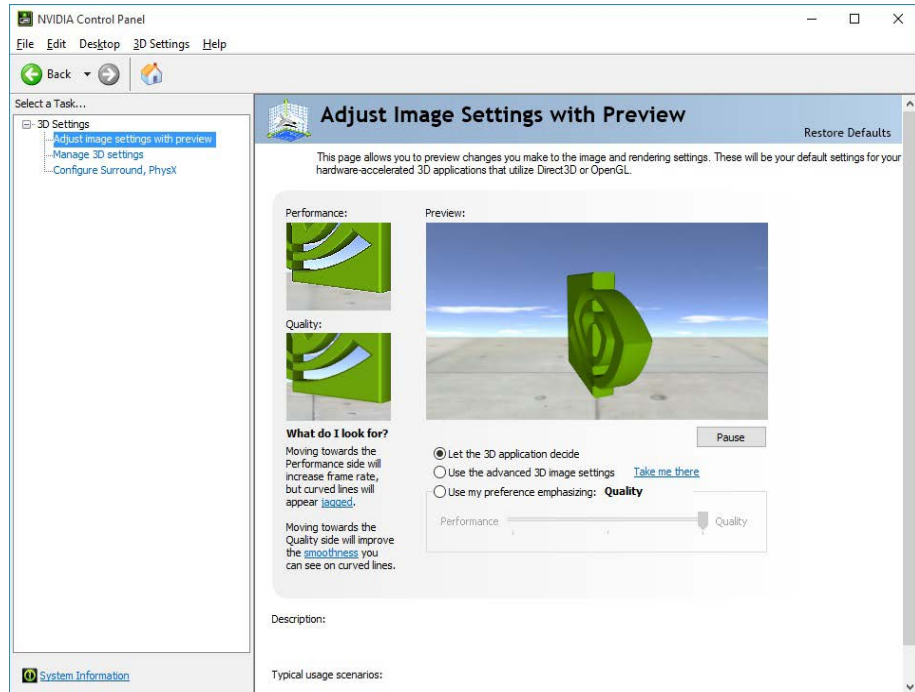 NVIDIA Control Panel
File Edit Desktop 3D Settings Help
Back
Select a Task...
3D Settings
Adjust image settings with preview
Manage 3D settings
Configure Surround, PhysX
System Information
Adjust Image Settings with Preview
Restore Defaults
This page allows you to preview changes you make to the image and rendering settings. These will be your default settings for your
hardware-accelerated 3D applications that utilize Direct3D or OpenGL.
Performance:
Quality:
What do I look for?
Moving towards the
Performance side will
increase frame rate,
but curved lines will
appear jagged.
Moving towards the
Quality side will improve
the smoothness you
can see on curved lines.
Preview:
Pause
Let the 3D application decide
Use the advanced 3D image settings Take me there
Use my preference emphasizing: Quality
Performance Quality
Description:
Typical usage scenarios: